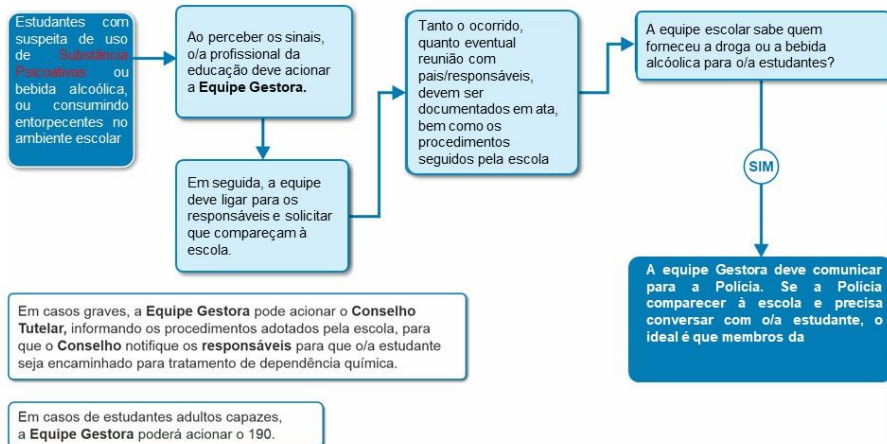 Estudantes com
suspeita de uso
de Substância
Psicoativas ou
bebida alcoólica,
ou consumindo
entorpecentes no
ambiente escolar
Ao perceber os sinais,
o/a profissional da
educação deve acionar
a Equipe Gestora.
Em seguida, a equipe
deve ligar para os
responsáveis e solicitar
que compareçam à
escola.
Tanto o ocorrido,
quanto eventual
reunião com
pais/responsáveis,
devem ser
documentados em ata,
bem como os
procedimentos
seguidos pela escola
A equipe escolar sabe quem
forneceu a droga ou a bebida
alcóolica para o/a estudantes?
SIM
A equipe Gestora deve comunicar
para a Polícia. Se a Polícia
comparecer à escola e precisa
conversar com o/a estudante, o
ideal é que membros da
Em casos graves, a Equipe Gestora pode acionar o Conselho
Tutelar, informando os procedimentos adotados pela escola, para
que o Conselho notifique os responsáveis para que o/a estudante
seja encaminhado para tratamento de dependência química.
Em casos de estudantes adultos capazes,
a Equipe Gestora poderá acionar o 190.